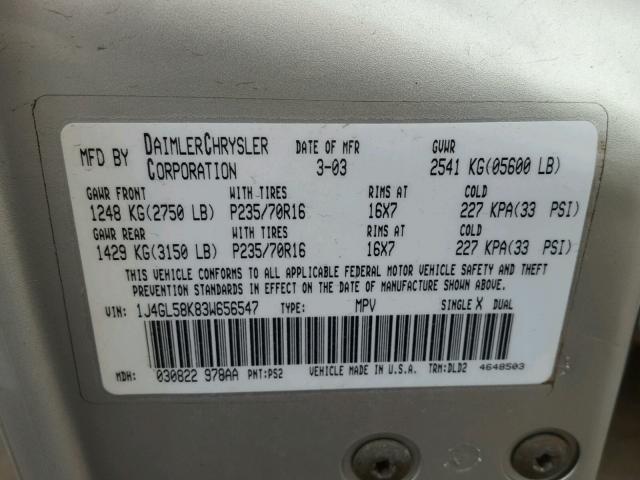 MFD BY DAIMLERCHRYSLER CORPORATION DATE OF MFR 3-03 GVWR 2541 KG(05600 LB)
GAWR FRONT WITH TIRES RIMS AT COLD
1248 KG(2750 LB) P235/70R16 16X7 227 KPA(33 PSI)
GAWR REAR WITH TIRES RIMS AT COLD
1429 KG(3150 LB) P235/70R16 16X7 227 KPA(33 PSI)
THIS VEHICLE CONFORMS TO ALL APPLICABLE FEDERAL MOTOR VEHICLE SAFETY AND THEFT
PREVENTION STANDARDS IN EFFECT ON THE DATE OF MANUFACTURE SHOWN ABOVE.
VIN: 1J4GL58K83W656547 TYPE: MPV SINGLE X DUAL
MDH: 030822 978AA PNT:PS2 VEHICLE MADE IN U.S.A. TRM:DLD2 4648503